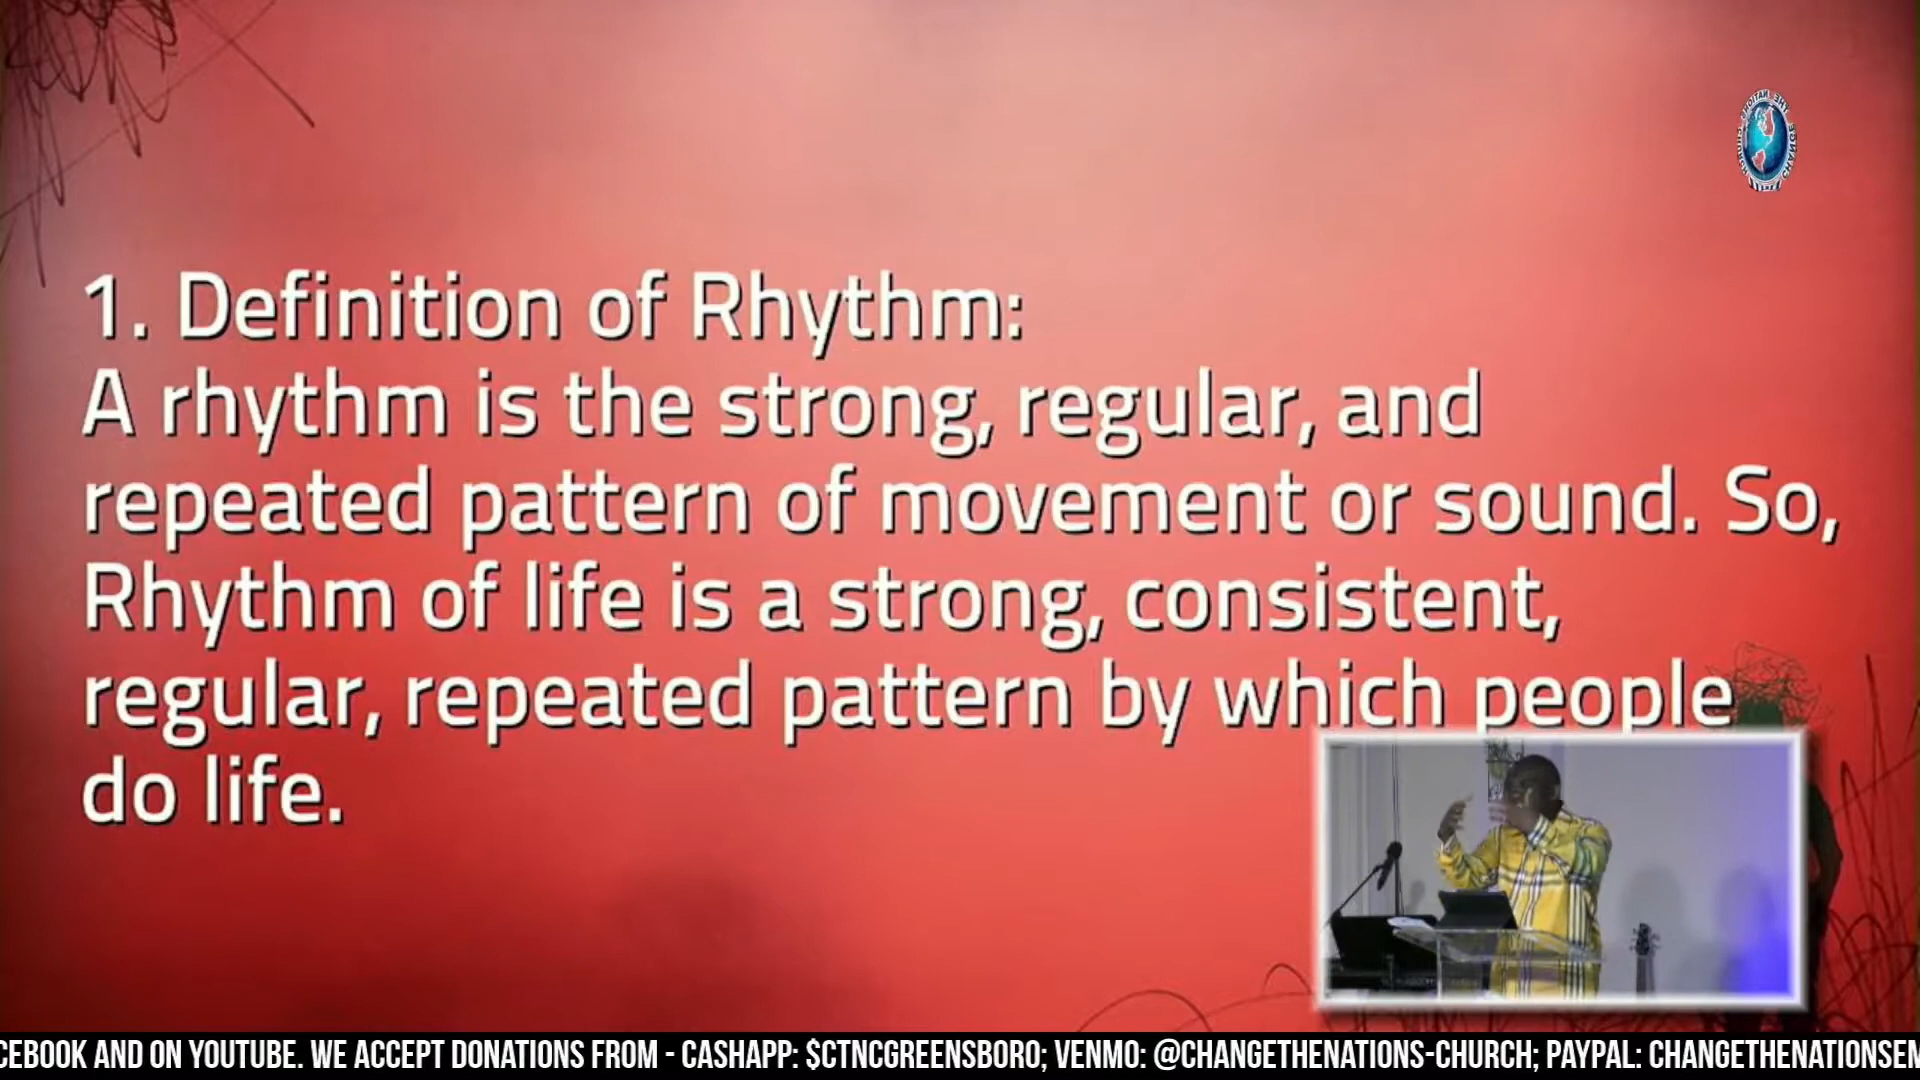 1. Definition of Rhythm:
A rhythm is the strong, regular, and
repeated pattern of movement or sound. So,
Rhythm of life is a strong, consistent,
regular, repeated pattern by which people
do life.
CEBOOK AND ON YOUTUBE. WE ACCEPT DONATIONS FROM - CASHAPP: $CTNCGREENSBORO; VENMO: @CHANGETHENATIONS-CHURCH; PAYPAL: CHANGETHENATIONSEM